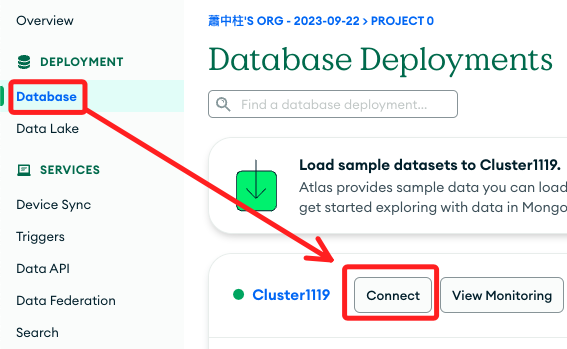 Overview
DEPLOYMENT
Database
Data Lake
SERVICES
Device Sync
Triggers
Data API
Data Federation
Search
蕭中柱'S ORG - 2023-09-22 > PROJECT 0
Database Deployments
Find a database deployment...
Load sample datasets to Cluster1119.
Atlas provides sample data you can load
get started exploring with data in Mongo
Cluster1119
Connect
View Monitoring